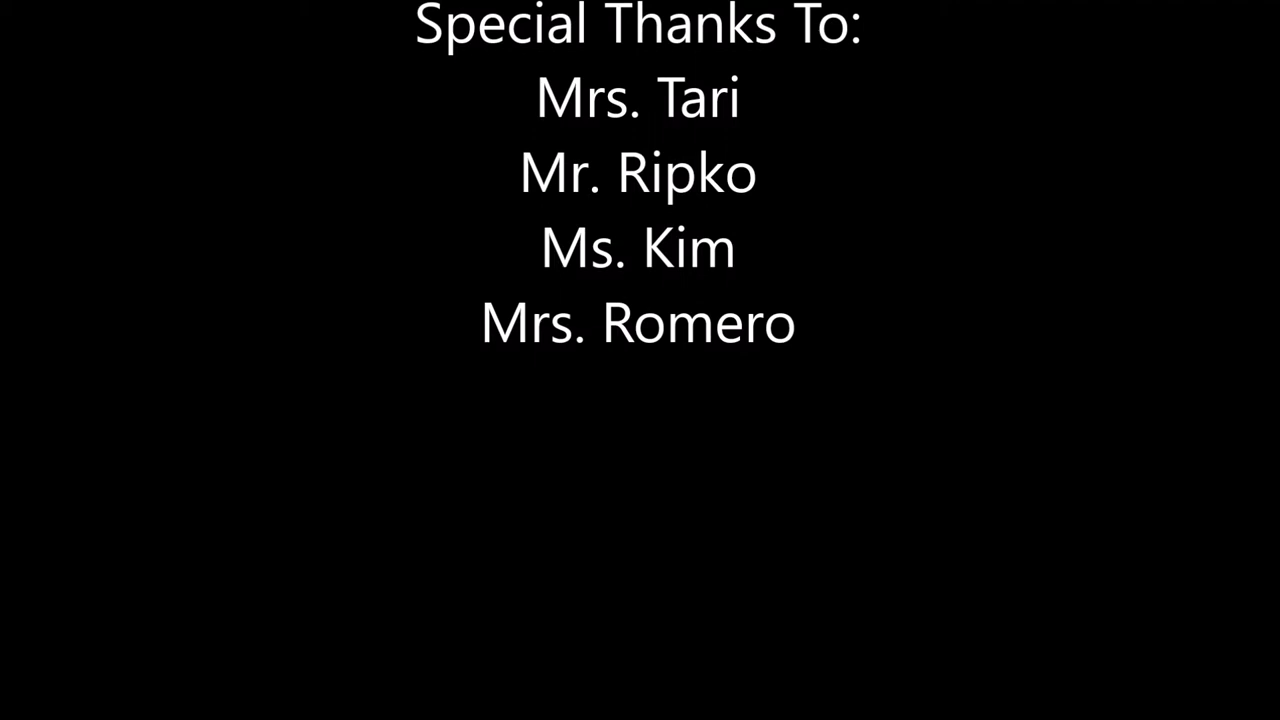 Special Thanks To:
Mrs. Tari
Mr. Ripko
Ms. Kim
Mrs. Romero